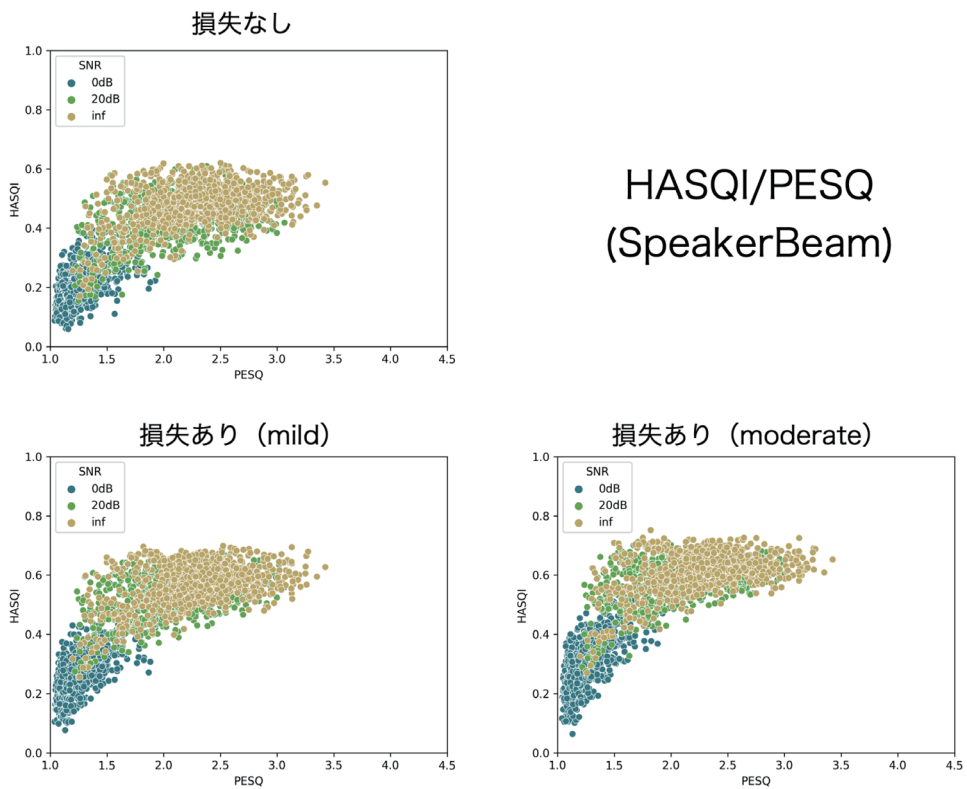 損失なし
1.0
0.8
0.6
0.4
0.2
0.0
HASQI
SNR
0dB
20dB
inf
1.0 1.5 2.0 2.5 3.0 3.5 4.0 4.5
PESQ
HASQI/PESQ
(SpeakerBeam)
損失あり（mild）
1.0
0.8
0.6
0.4
0.2
0.0
HASQI
SNR
0dB
20dB
inf
1.0 1.5 2.0 2.5 3.0 3.5 4.0 4.5
PESQ
損失あり（moderate）
1.0
0.8
0.6
0.4
0.2
0.0
HASQI
SNR
0dB
20dB
inf
1.0 1.5 2.0 2.5 3.0 3.5 4.0 4.5
PESQ